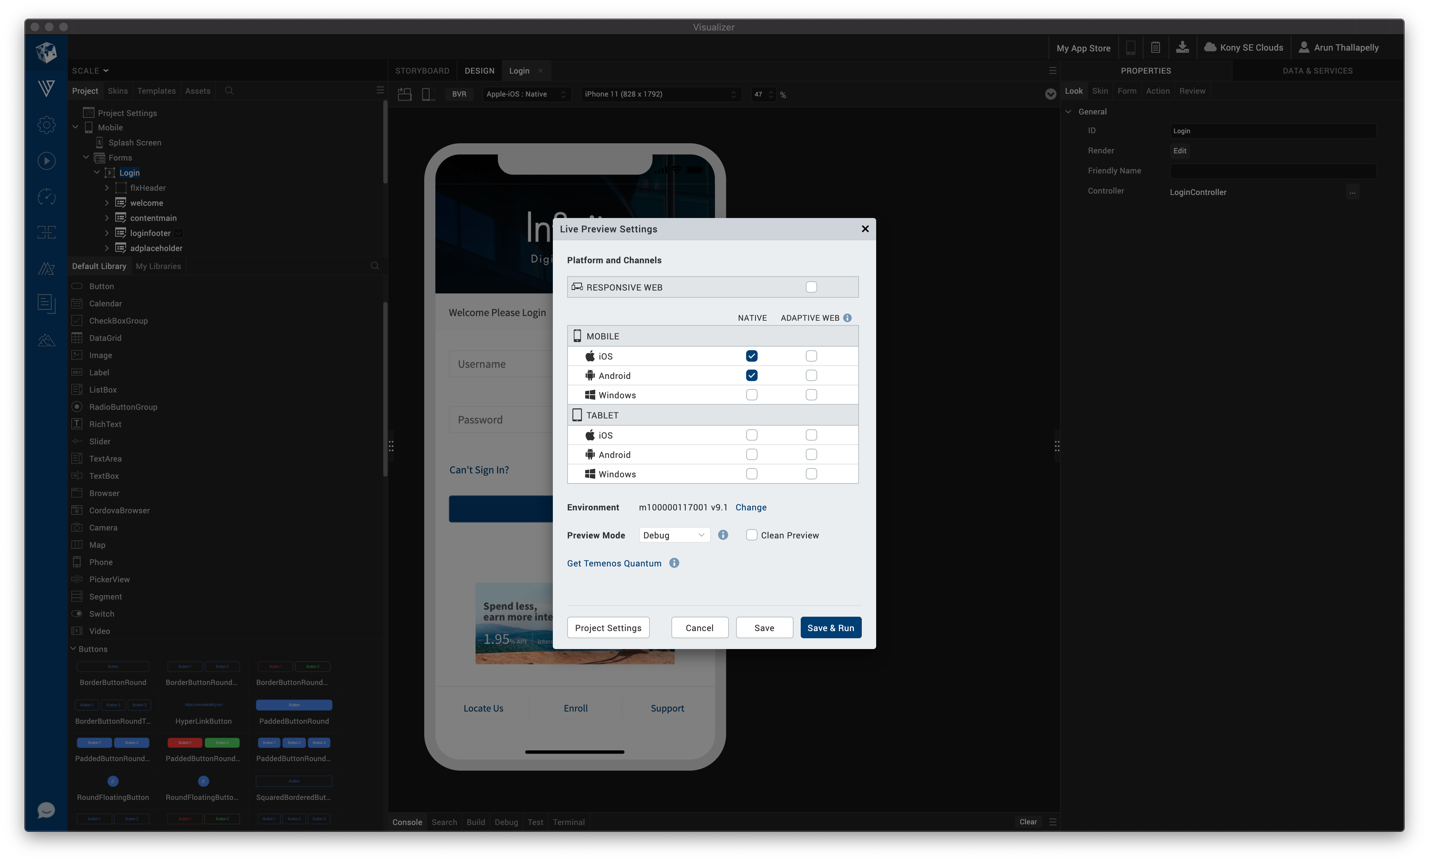 Visualizer
My App Store
Kony SE Clouds
Arun Thallapelly
SCALE
STORYBOARD
DESIGN
Login
PROPERTIES
DATA & SERVICES
Project
Skins
Templates
Assets
BVR
Apple-iOS : Native
iPhone 11 (828 x 1792)
47
%
Look
Skin
Form
Action
Review
Project Settings
Mobile
Splash Screen
Forms
Login
flxHeader
welcome
contentmain
loginfooter
adplaceholder
General
ID
Login
Render
Edit
Friendly Name
Controller
LoginController
...
Default Library
My Libraries
Button
Calendar
CheckBoxGroup
DataGrid
Image
Label
ListBox
RadioButtonGroup
RichText
Slider
TextArea
TextBox
Browser
CordovaBrowser
Camera
Map
Phone
PickerView
Segment
Switch
Video
Buttons
BorderButtonRound
BorderButtonRound...
BorderButtonRound...
BorderButtonRoundT...
HyperLinkButton
PaddedButtonRound
PaddedButtonRound...
PaddedButtonRound...
PaddedButtonRound...
RoundFloatingButton
RoundFloatingButto...
SquaredBorderedBut...
Welcome Please Login
Username
Password
Can't Sign In?
Spend less,
earn more inte
1.95
Locate Us
Enroll
Support
Live Preview Settings
Platform and Channels
RESPONSIVE WEB
NATIVE
ADAPTIVE WEB
MOBILE
iOS
Android
Windows
TABLET
iOS
Android
Windows
Environment
m100000117001 v9.1
Change
Preview Mode
Debug
Clean Preview
Get Temenos Quantum
Project Settings
Cancel
Save
Save & Run
Console
Search
Build
Debug
Test
Terminal
Clear